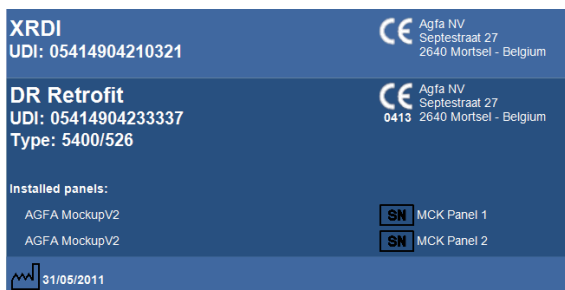 XRDI
UDI: 05414904210321
CE Agfa NV
Septestraat 27
2640 Mortsel - Belgium
DR Retrofit
UDI: 05414904233337
Type: 5400/526
CE Agfa NV
Septestraat 27
0413 2640 Mortsel - Belgium
Installed panels:
AGFA MockupV2 SN MCK Panel 1
AGFA MockupV2 SN MCK Panel 2
31/05/2011